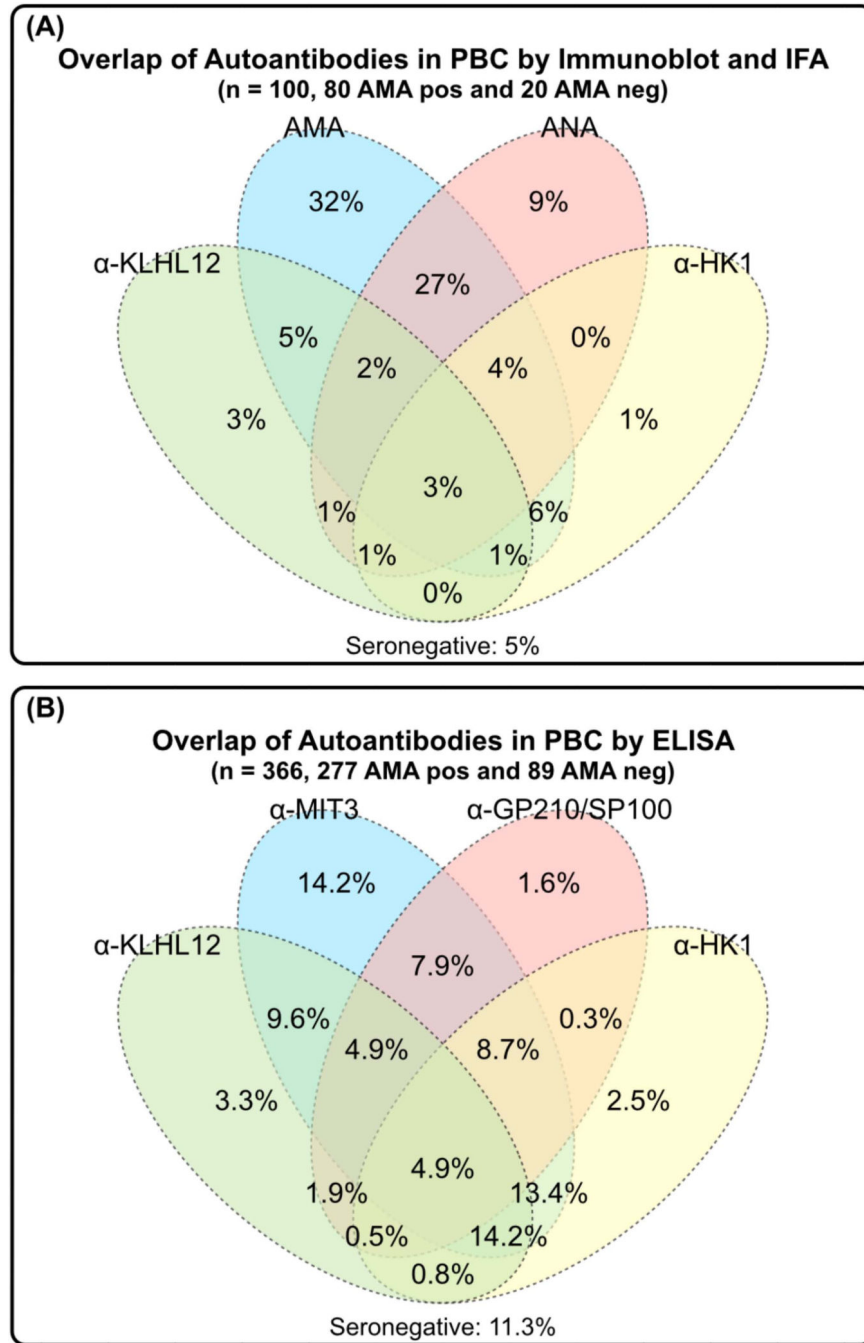 (A)
Overlap of Autoantibodies in PBC by Immunoblot and IFA
(n = 100, 80 AMA pos and 20 AMA neg)
AMA ANA
32% 9%
α-KLHL12 α-HK1
27%
5% 0%
2% 4%
3% 1%
3%
1% 6%
1% 1%
0%
Seronegative: 5%
(B)
Overlap of Autoantibodies in PBC by ELISA
(n = 366, 277 AMA pos and 89 AMA neg)
α-MIT3 α-GP210/SP100
14.2% 1.6%
α-KLHL12 α-HK1
7.9%
9.6% 0.3%
4.9% 8.7%
3.3% 2.5%
4.9%
1.9% 13.4%
0.5% 14.2%
0.8%
Seronegative: 11.3%